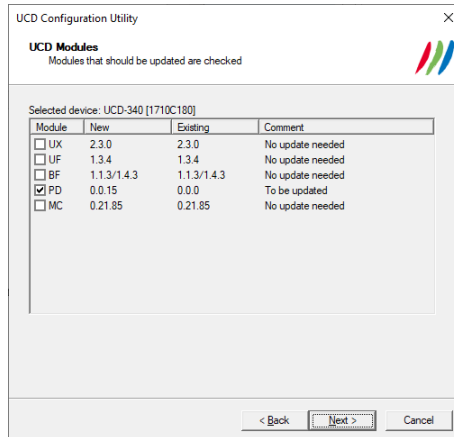 UCD Configuration Utility
UCD Modules
Modules that should be updated are checked
Selected device: UCD-340 [1710C180]
Module New Existing Comment
UX 2.3.0 2.3.0 No update needed
UF 1.3.4 1.3.4 No update needed
BF 1.1.3/1.4.3 1.1.3/1.4.3 No update needed
PD 0.0.15 0.0.0 To be updated
MC 0.21.85 0.21.85 No update needed
< Back Next > Cancel